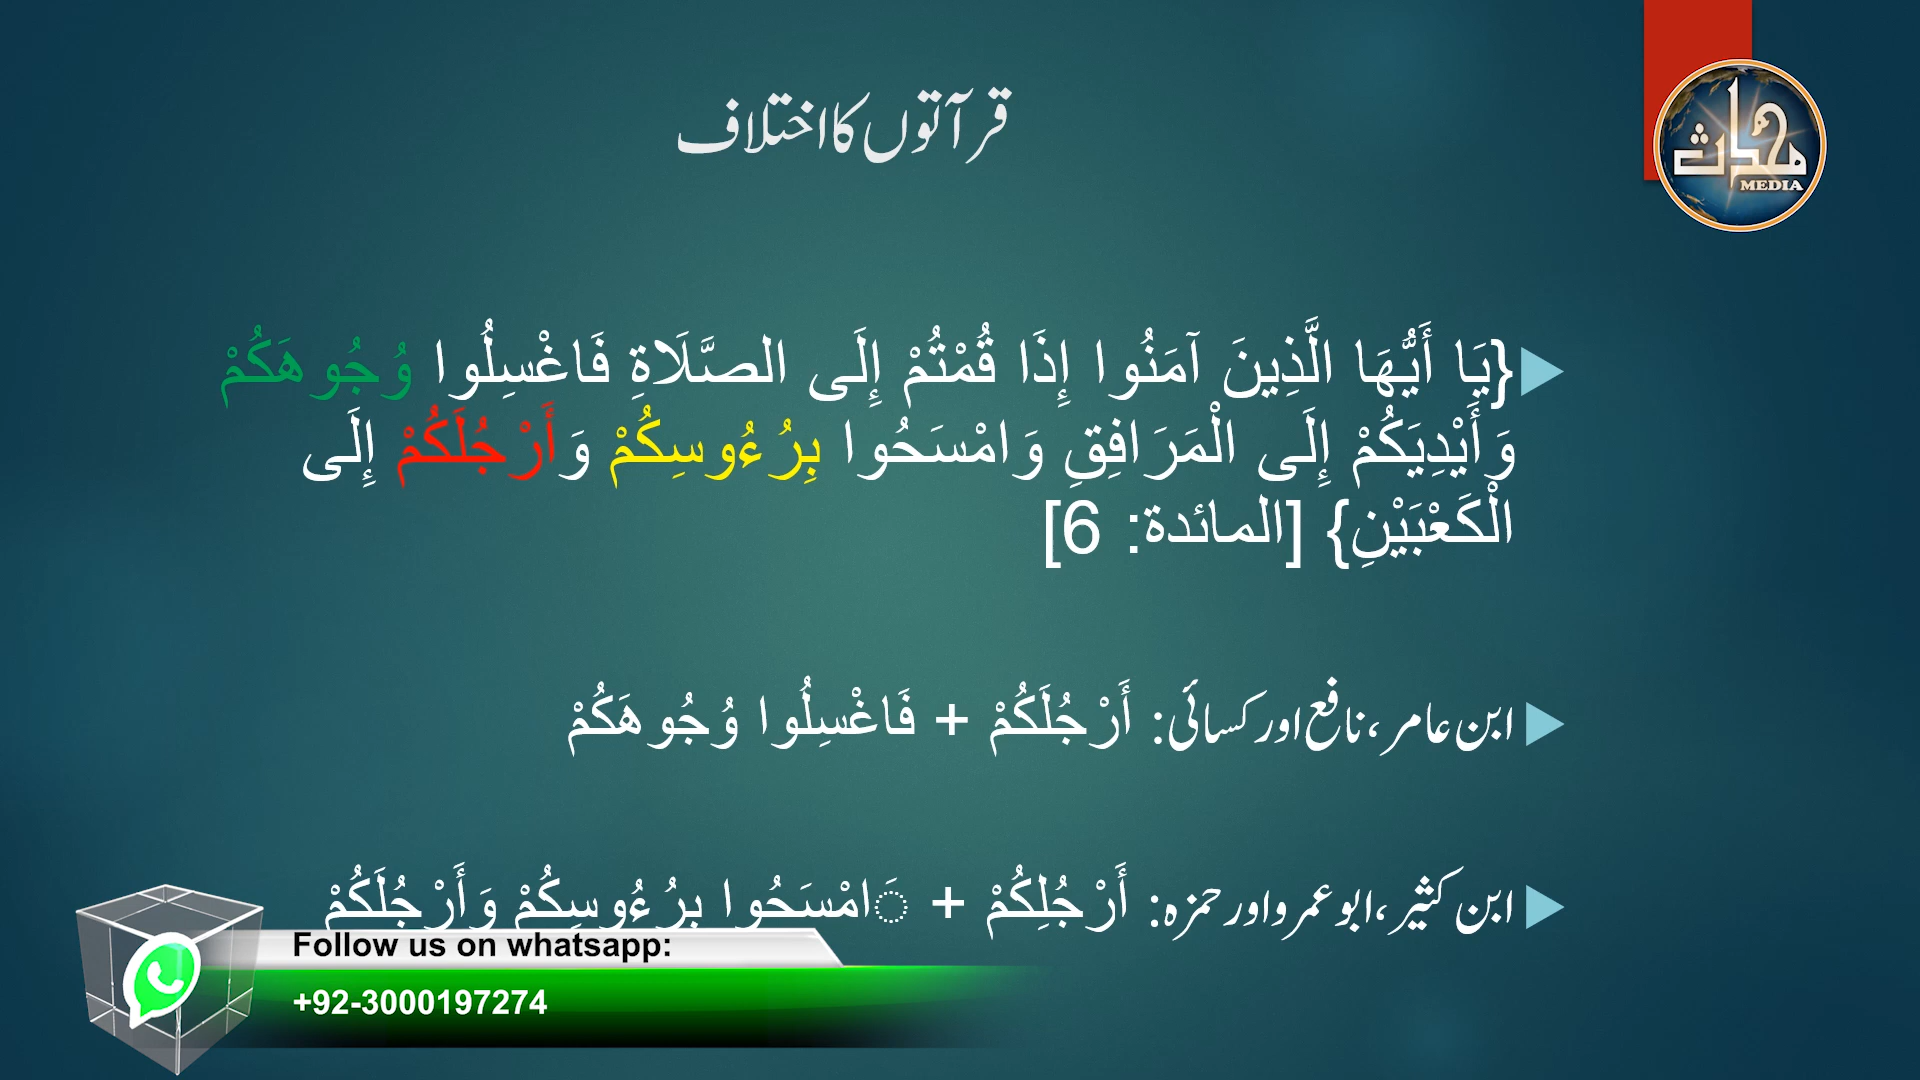 قرآتوں کا اختلاف
محدث
MEDIA
{يَا أَيُّهَا الَّذِينَ آمَنُوا إِذَا قُمْتُمْ إِلَى الصَّلَاةِ فَاغْسِلُوا وُجُوهَكُمْ
وَأَيْدِيَكُمْ إِلَى الْمَرَافِقِ وَامْسَحُوا بِرُءُوسِكُمْ وَأَرْجُلَكُمْ إِلَى
الْكَعْبَيْنِ} [المائدة: 6]
ابن عامر، نافع اور کسائی: أَرْجُلَكُمْ + فَاغْسِلُوا وُجُوهَكُمْ
ابن کثیر، ابو عمرو اور حمزہ: أَرْجُلِكُمْ + َامْسَحُوا بِرُءُوسِكُمْ وَأَرْجُلَكُمْ
Follow us on whatsapp:
+92-3000197274